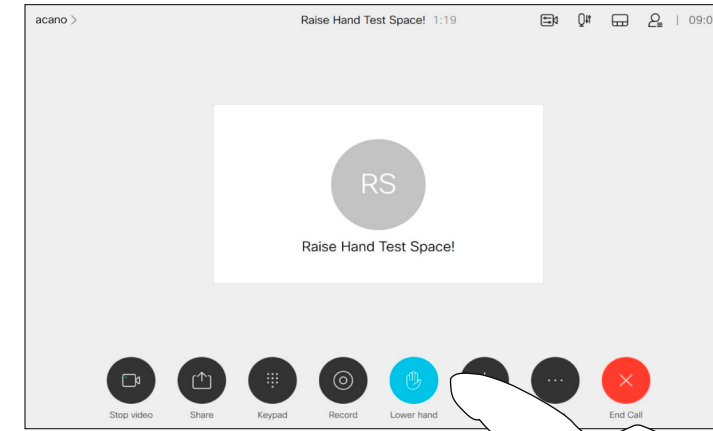 acano >
Raise Hand Test Space! 1:19
09:0
RS
Raise Hand Test Space!
Stop video
Share
Keypad
Record
Lower hand
End Call